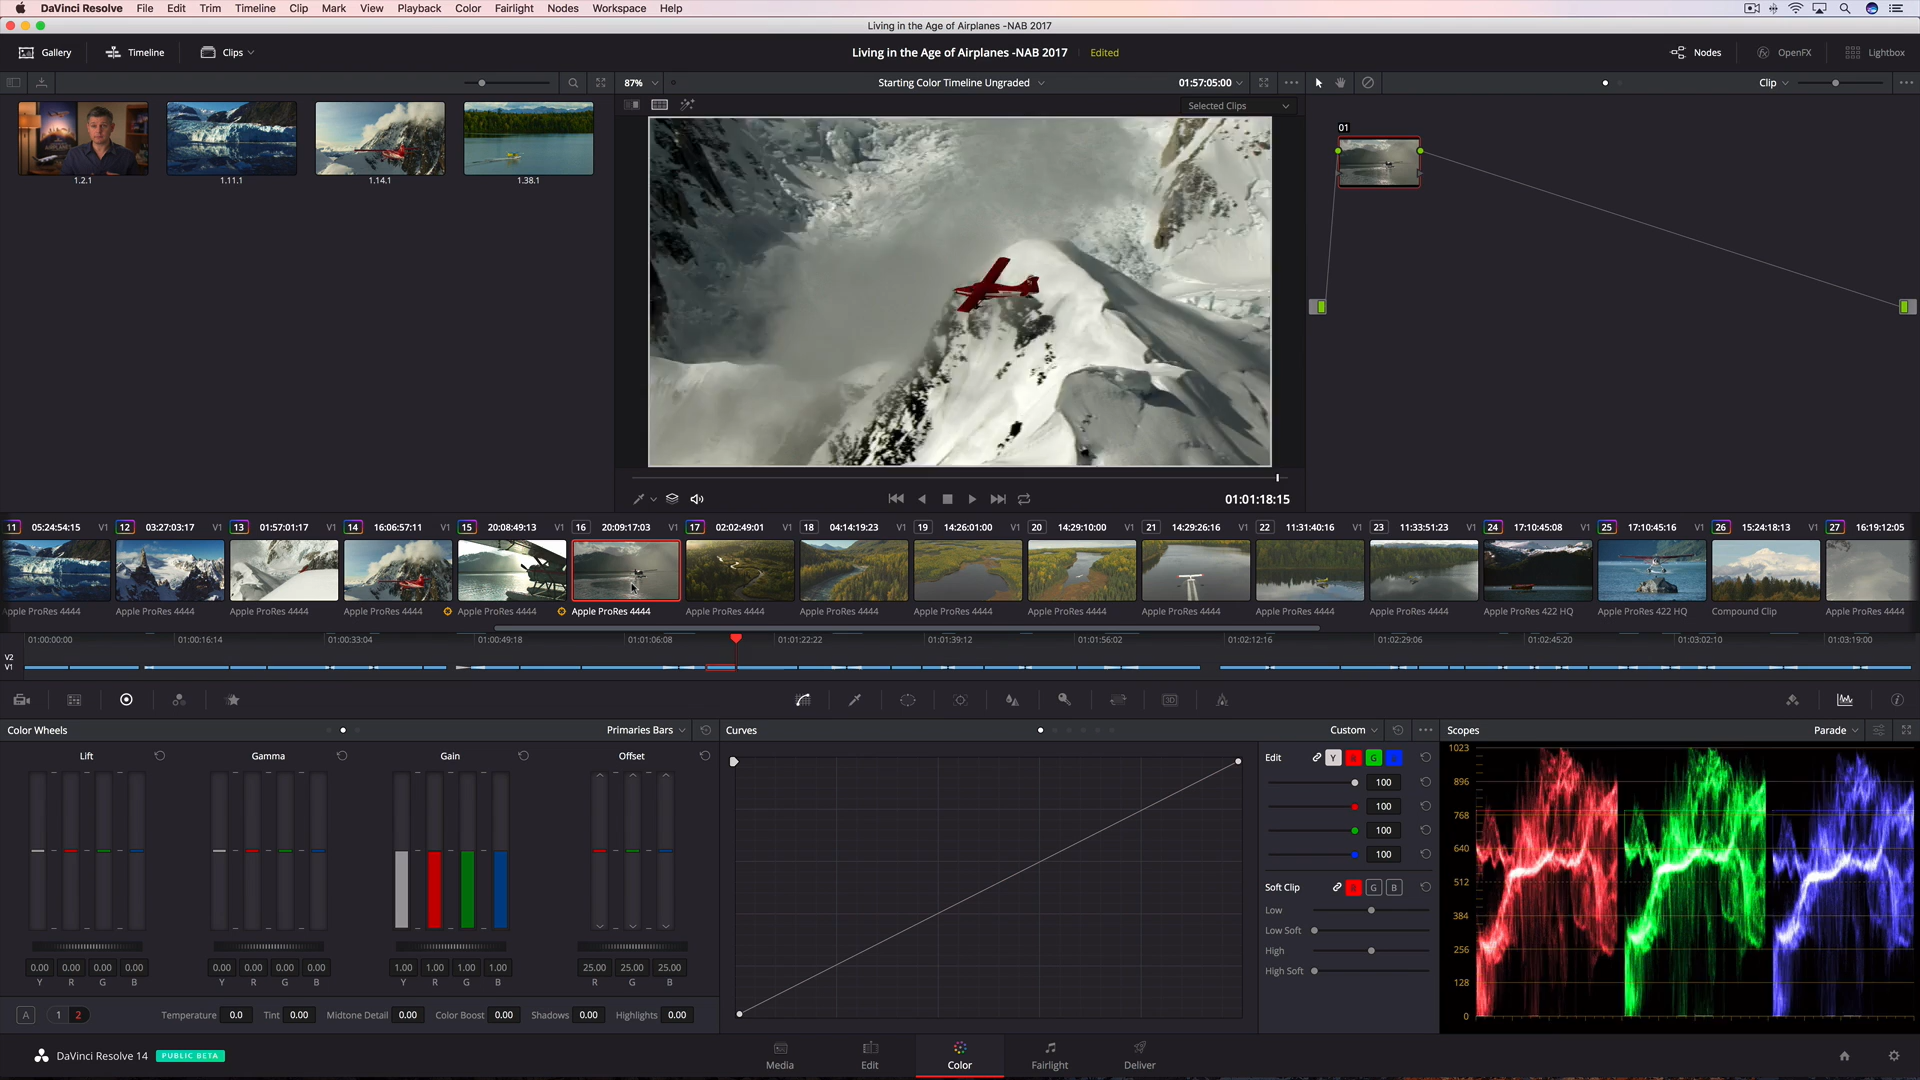 DaVinci Resolve File Edit Trim Timeline Clip Mark View Playback Color Fairlight Nodes Workspace Help
Living in the Age of Airplanes -NAB 2017
Gallery Timeline Clips Living in the Age of Airplanes -NAB 2017 Edited Nodes OpenFX Lightbox
87% Starting Color Timeline Ungraded 01:57:05:00 Clip
Selected Clips
01
1.2.1 1.11.1 1.14.1 1.38.1
01:01:18:15
11 05:24:54:15 V1 12 03:27:03:17 V1 13 01:57:01:17 V1 14 16:06:57:11 V1 15 20:08:49:13 V1 16 20:09:17:03 V1 17 02:02:49:01 V1 18 04:14:19:23 V1 19 14:26:01:00 V1 20 14:29:10:00 V1 21 14:29:26:16 V1 22 11:31:40:16 V1 23 11:33:51:23 V1 24 17:10:45:08 V1 25 17:10:45:16 V1 26 15:24:18:13 V1 27 16:19:12:05
Apple ProRes 4444 Apple ProRes 4444 Apple ProRes 4444 Apple ProRes 4444 Apple ProRes 4444 Apple ProRes 4444 Apple ProRes 4444 Apple ProRes 4444 Apple ProRes 4444 Apple ProRes 4444 Apple ProRes 4444 Apple ProRes 4444 Apple ProRes 4444 Apple ProRes 422 HQ Apple ProRes 422 HQ Compound Clip Apple ProRes 4444
01:00:00:00 01:00:16:14 01:00:33:04 01:00:49:18 01:01:06:08 01:01:22:22 01:01:39:12 01:01:56:02 01:02:12:16 01:02:29:06 01:02:45:20 01:03:02:10 01:03:19:00
V2
V1
Color Wheels Primaries Bars Curves Custom Scopes Parade
Lift Gamma Gain Offset
Edit Y R G
100
100
100
100
Soft Clip R G B
Low
Low Soft
High
High Soft
1023
896
768
640
512
384
256
128
0
0.00 0.00 0.00 0.00 0.00 0.00 0.00 0.00 1.00 1.00 1.00 1.00 25.00 25.00 25.00
Y R G B Y R G B Y R G B R G B
A 1 2 Temperature 0.0 Tint 0.00 Midtone Detail 0.00 Color Boost 0.00 Shadows 0.00 Highlights 0.00
DaVinci Resolve 14 PUBLIC BETA
Media Edit Color Fairlight Deliver